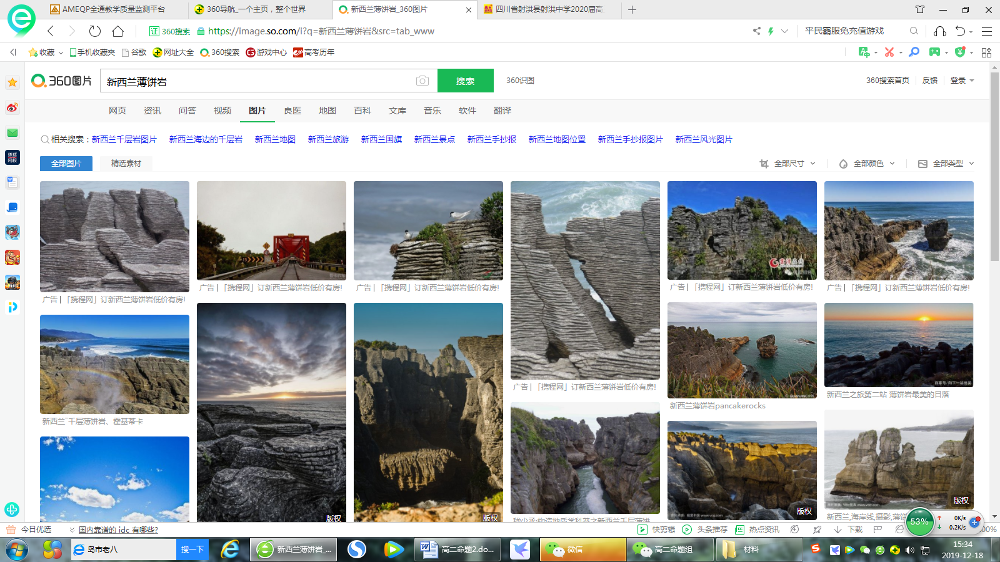 AMEQP全通教学质量监测平台
360导航_一个主页，整个世界
新西兰薄饼岩_360图片
四川省射洪县射洪中学2020届高
证 360搜索
https://image.so.com/i?q=新西兰薄饼岩&src=tab_www
平民霸服免充值游戏
收藏
手机收藏夹
谷歌
网址大全
360搜索
游戏中心
高考历年
360图片
新西兰薄饼岩
搜索
360识图
360搜索首页
反馈
登录
网页
资讯
问答
视频
图片
良医
地图
百科
文库
音乐
软件
翻译
相关搜索：
新西兰千层岩图片
新西兰海边的千层岩
新西兰地图
新西兰旅游
新西兰国旗
新西兰景点
新西兰手抄报
新西兰地图位置
新西兰手抄报图片
新西兰风光图片
全部图片
精选素材
全部尺寸
全部颜色
全部类型
广告 | 「携程网」订新西兰薄饼岩低价有房!
广告 | 「携程网」订新西兰薄饼岩低价有房!
广告 | 「携程网」订新西兰薄饼岩低价有房!
广告 | 「携程网」订新西兰薄饼岩低价有房!
广告 | 「携程网」订新西兰薄饼岩低价有房!
广告 | 「携程网」订新西兰薄饼岩低价有房!
新西兰~千层薄饼岩、霍基蒂卡
新西兰薄饼岩pancakerocks
新西兰之旅第二站 薄饼岩最美的日落
版权
版权
版权
版权
新西兰,海岸线,摄影,薄饼
今日优选
国内靠谱的 idc 有哪些?
快剪辑
头条推荐
热点资讯
下载
53%
0K/s
0.2K/s
岛市老八
搜一下
新西兰薄饼岩_...
高二命题2.do...
微信
高二命题组
材料
15:34
2019-12-18